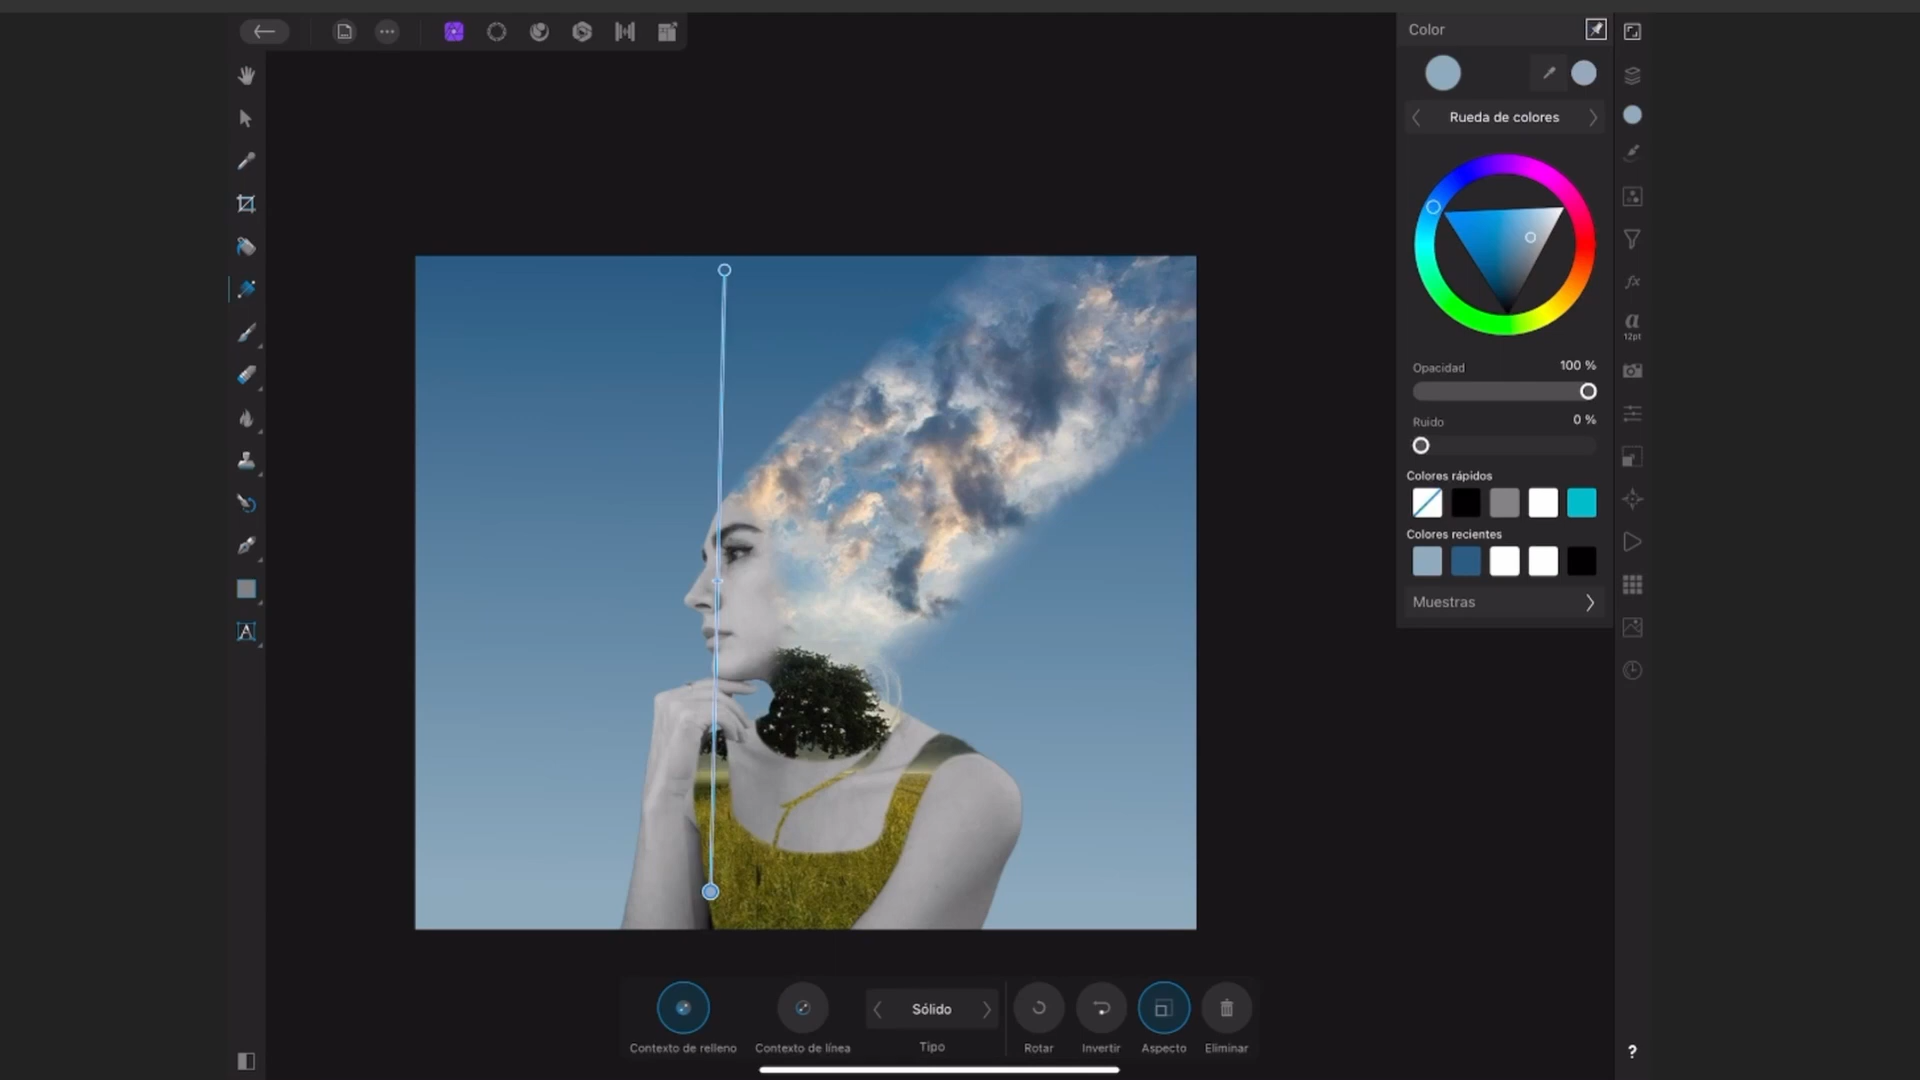 Color
Rueda de colores
Opacidad 100 %
Ruido 0 %
Colores rápidos
Colores recientes
Muestras
fx
a
12pt
A
Sólido
Contexto de relleno
Contexto de línea
Tipo
Rotar
Invertir
Aspecto
Eliminar
?